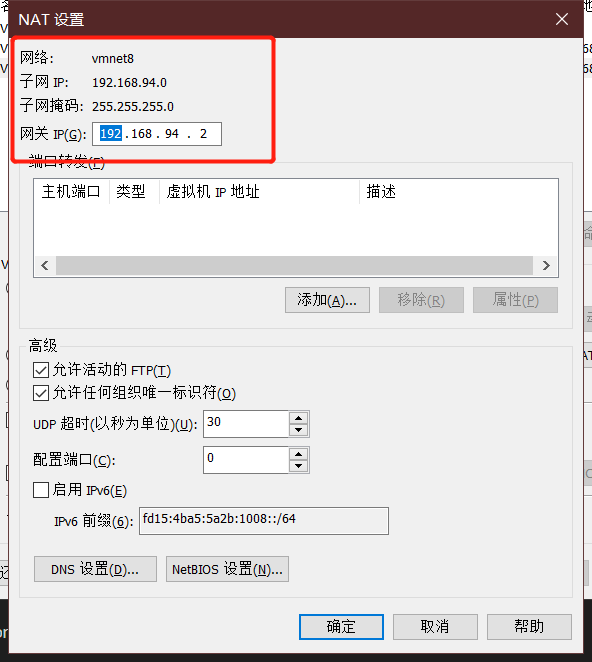 NAT 设置
网络: vmnet8
子网 IP: 192.168.94.0
子网掩码: 255.255.255.0
网关 IP(G): 192 . 168 . 94 . 2
端口转发(F)
主机端口 类型 虚拟机 IP 地址 描述
添加(A)... 移除(R) 属性(P)
高级
允许活动的 FTP(T)
允许任何组织唯一标识符(O)
UDP 超时(以秒为单位)(U): 30
配置端口(C): 0
启用 IPv6(E)
IPv6 前缀(6): fd15:4ba5:5a2b:1008::/64
DNS 设置(D)... NetBIOS 设置(N)...
确定 取消 帮助